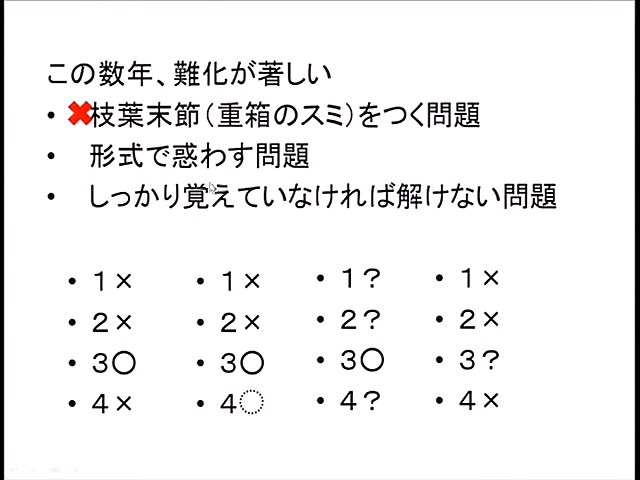 この数年、難化が著しい
• ✖枝葉末節(重箱のスミ)をつく問題
• 形式で惑わす問題
• しっかり覚えていなければ解けない問題
• １× • １× • １？ • １×
• ２× • ２× • ２？ • ２×
• ３○ • ３○ • ３○ • ３？
• ４× • ４◌ • ４？ • ４×